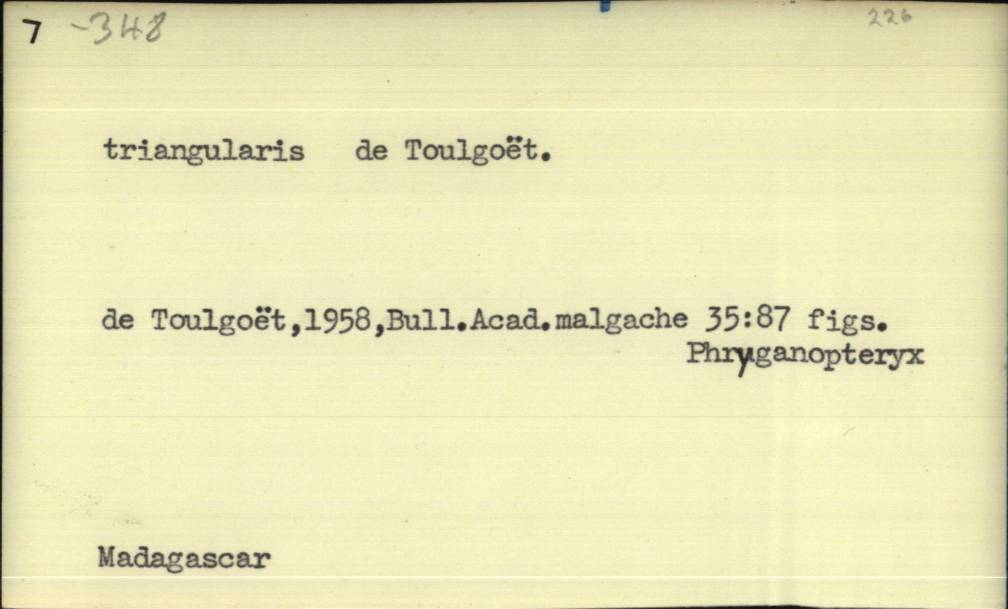 7 -348 226
triangularis de Toulgoët.
de Toulgoët,1958,Bull.Acad.malgache 35:87 figs.
Phryganopteryx
Madagascar